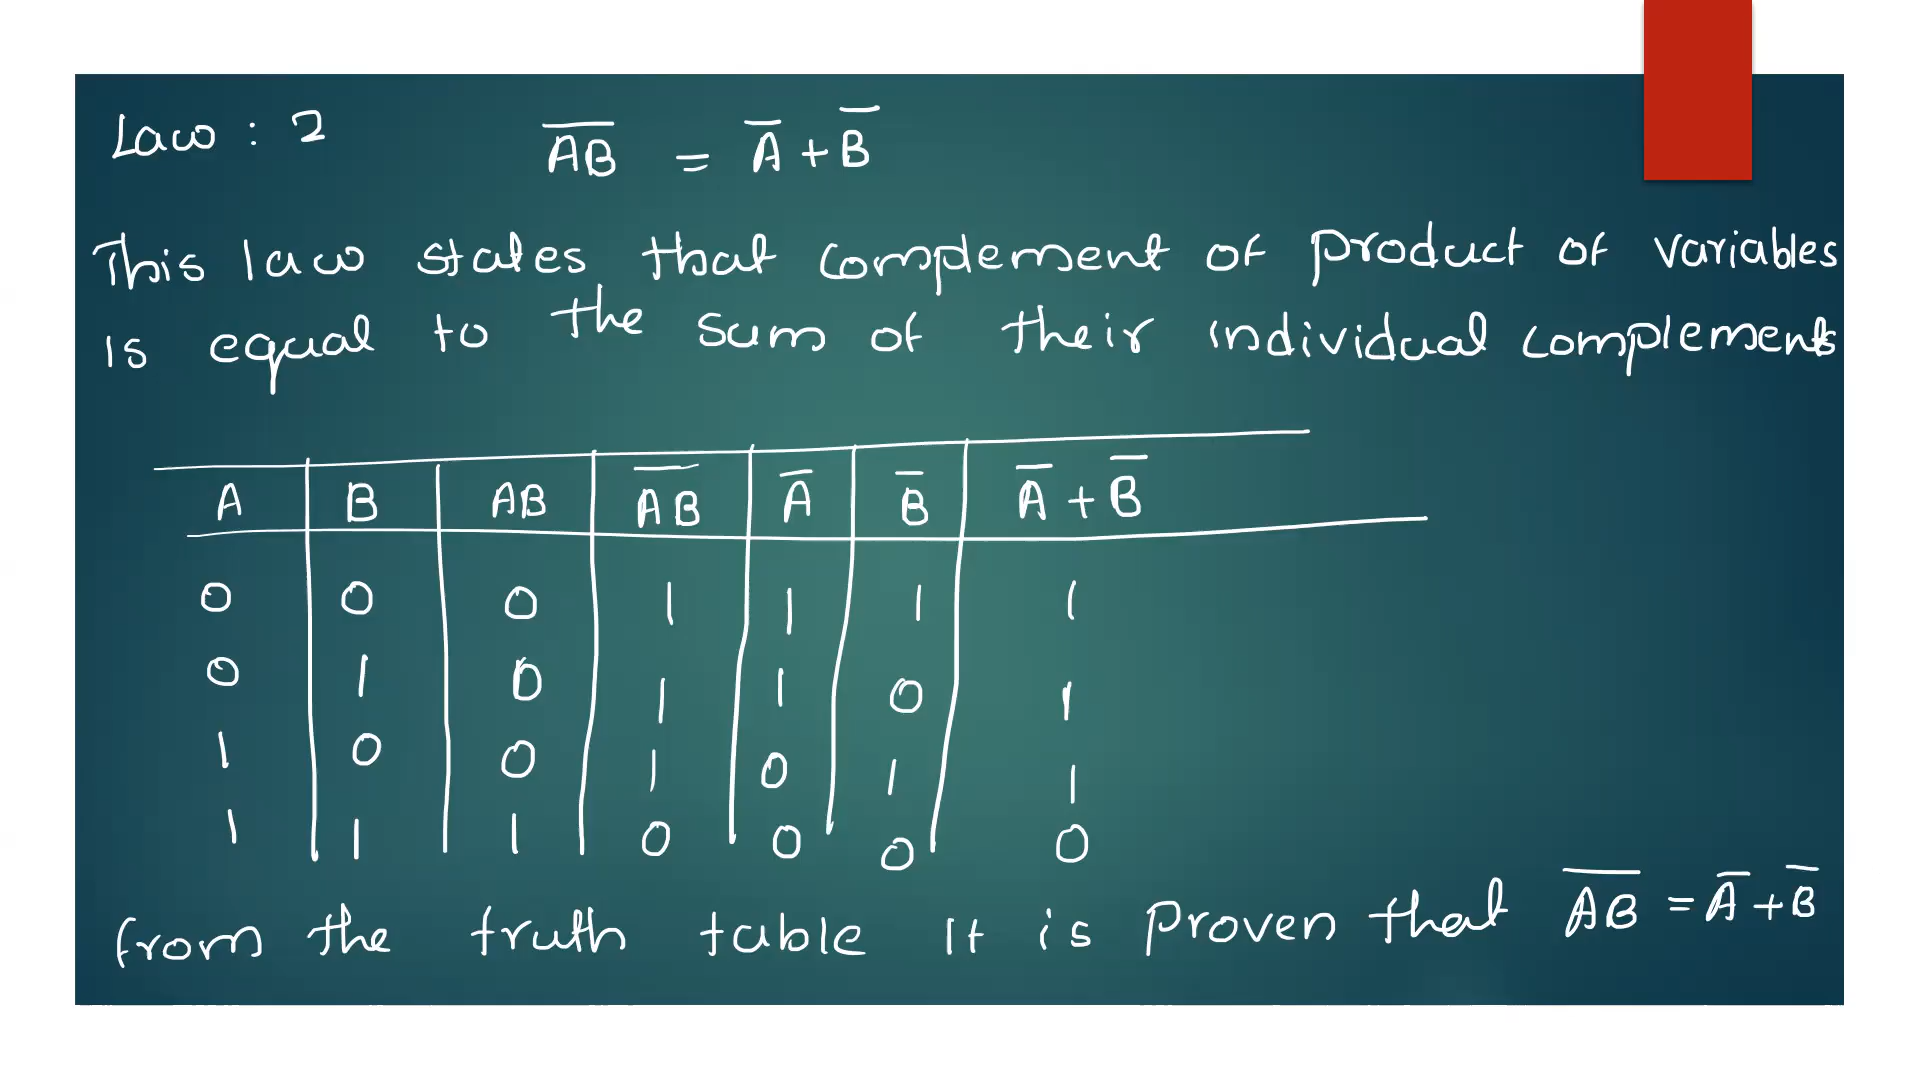 Law : 2 A̅B̅ = A̅ + B̅
This law states that complement of product of variables
is equal to the sum of their individual complements
A B AB A̅B̅ A̅ B̅ A̅ + B̅
0 0 0 1 1 1 1
0 1 0 1 1 0 1
1 0 0 1 0 1 1
1 1 1 0 0 0 0
from the truth table It is proven that A̅B̅ = A̅ + B̅